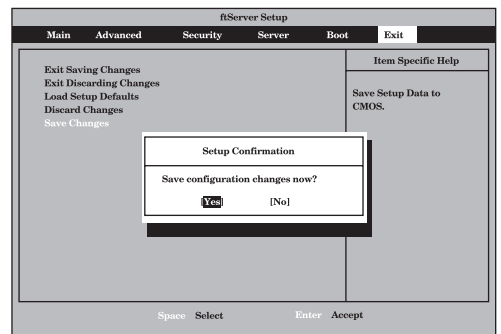 ftServer Setup
Main Advanced Security Server Boot Exit
Exit Saving Changes
Exit Discarding Changes
Load Setup Defaults
Discard Changes
Save Changes
Item Specific Help
Save Setup Data to
CMOS.
Setup Confirmation
Save configuration changes now?
[Yes] [No]
Space Select Enter Accept